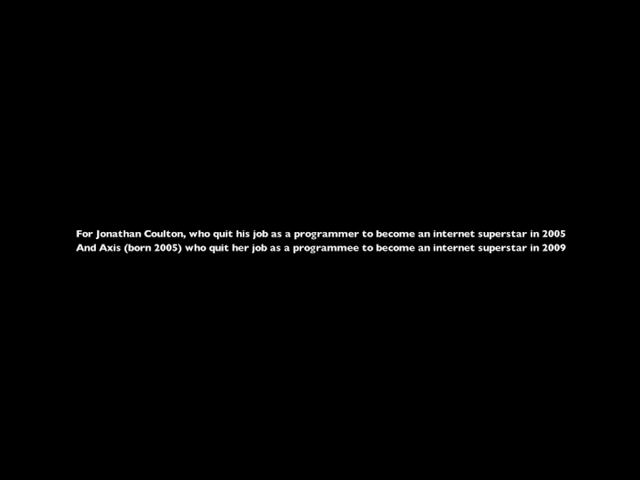 For Jonathan Coulton, who quit his job as a programmer to become an internet superstar in 2005
And Axis (born 2005) who quit her job as a programmee to become an internet superstar in 2009